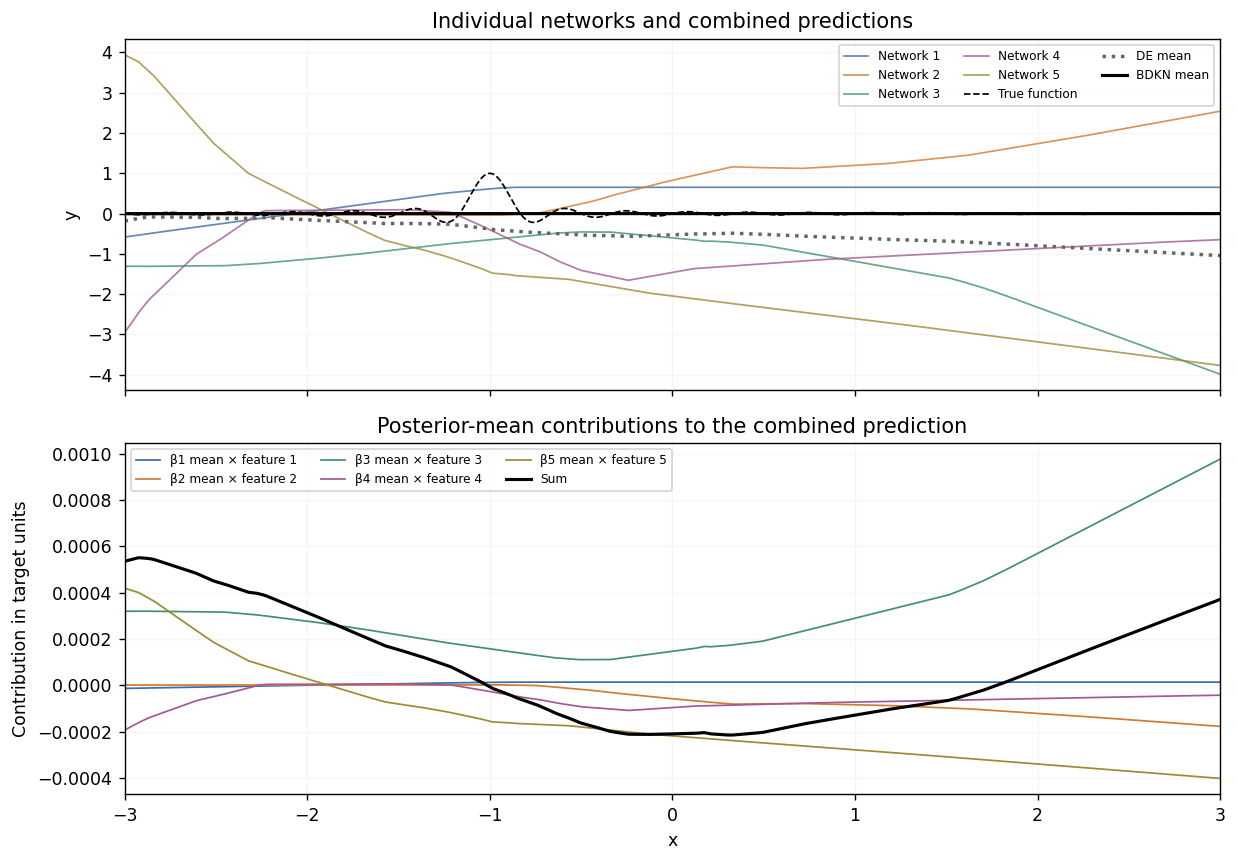 Individual networks and combined predictions
4
3
2
1
0
−1
−2
−3
−4
y
Network 1
Network 2
Network 3
Network 4
Network 5
True function
DE mean
BDKN mean
Posterior-mean contributions to the combined prediction
0.0010
0.0008
0.0006
0.0004
0.0002
0.0000
−0.0002
−0.0004
Contribution in target units
β1 mean × feature 1
β2 mean × feature 2
β3 mean × feature 3
β4 mean × feature 4
β5 mean × feature 5
Sum
−3
−2
−1
0
1
2
3
x